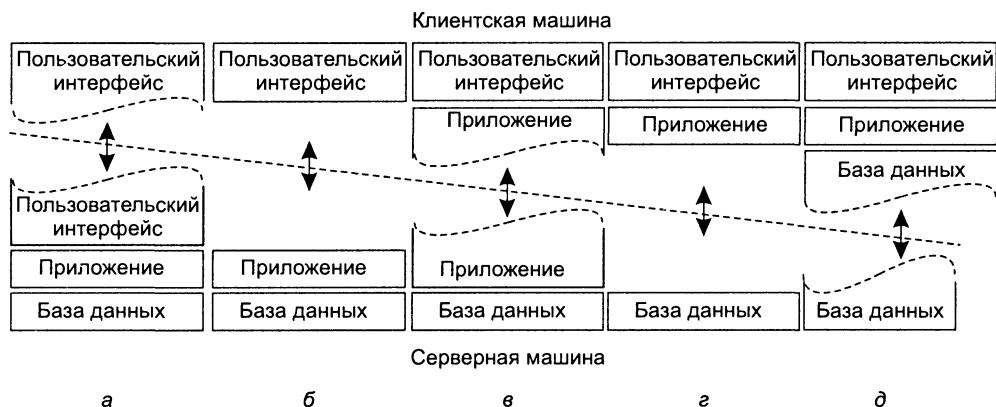 Клиентская машина
Пользовательский
интерфейс
Пользовательский
интерфейс
Пользовательский
интерфейс
Пользовательский
интерфейс
Пользовательский
интерфейс
Приложение
Приложение
Приложение
База данных
Пользовательский
интерфейс
Приложение
Приложение
Приложение
База данных
База данных
База данных
База данных
База данных
Серверная машина
а
б
в
г
д